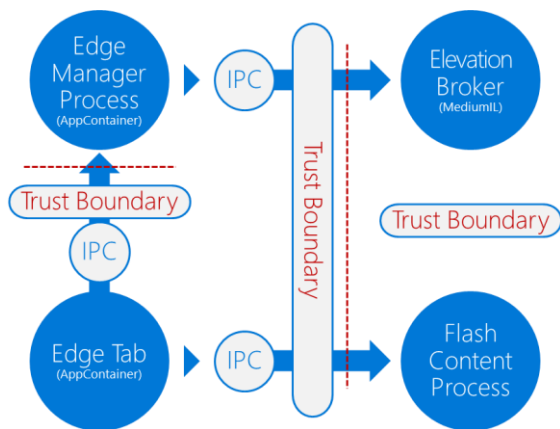 Edge
Manager
Process
(AppContainer)
IPC
Elevation
Broker
(MediumIL)
Trust Boundary
Trust Boundary
Trust Boundary
IPC
Edge Tab
(AppContainer)
IPC
Flash
Content
Process